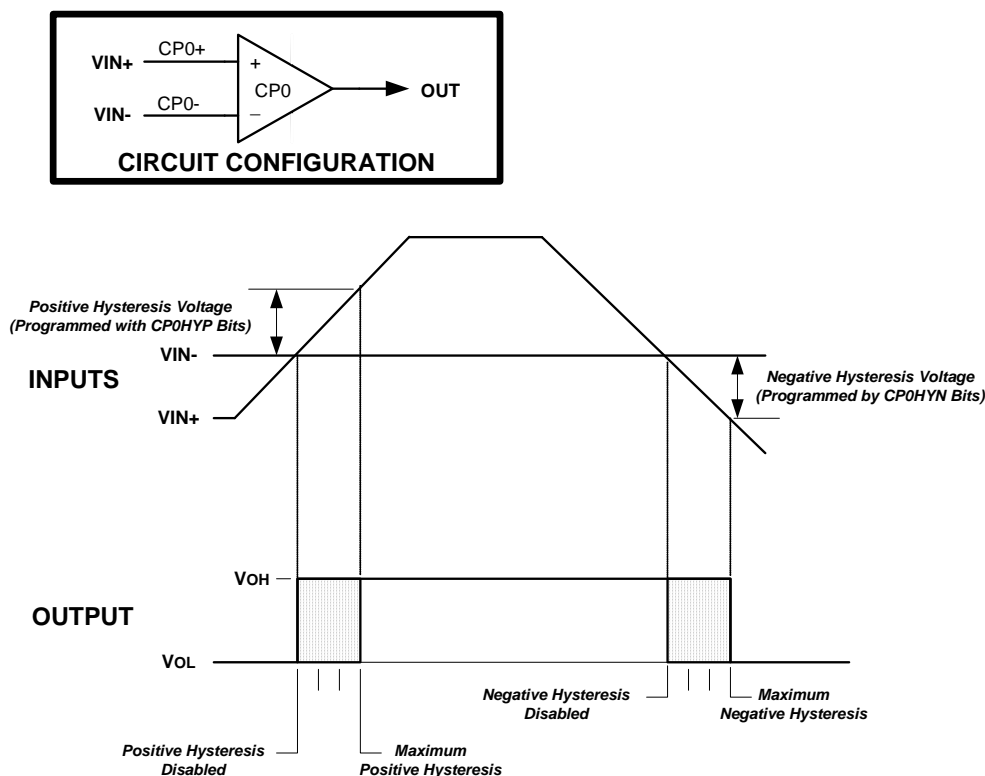 CP0+
VIN+
+
CP0
OUT
CP0-
VIN-
_
CIRCUIT CONFIGURATION
Positive Hysteresis Voltage
(Programmed with CP0HYP Bits)
VIN-
INPUTS
Negative Hysteresis Voltage
(Programmed by CP0HYN Bits)
VIN+
VOH
OUTPUT
VOL
Negative Hysteresis
Disabled
Maximum
Negative Hysteresis
Positive Hysteresis
Disabled
Maximum
Positive Hysteresis